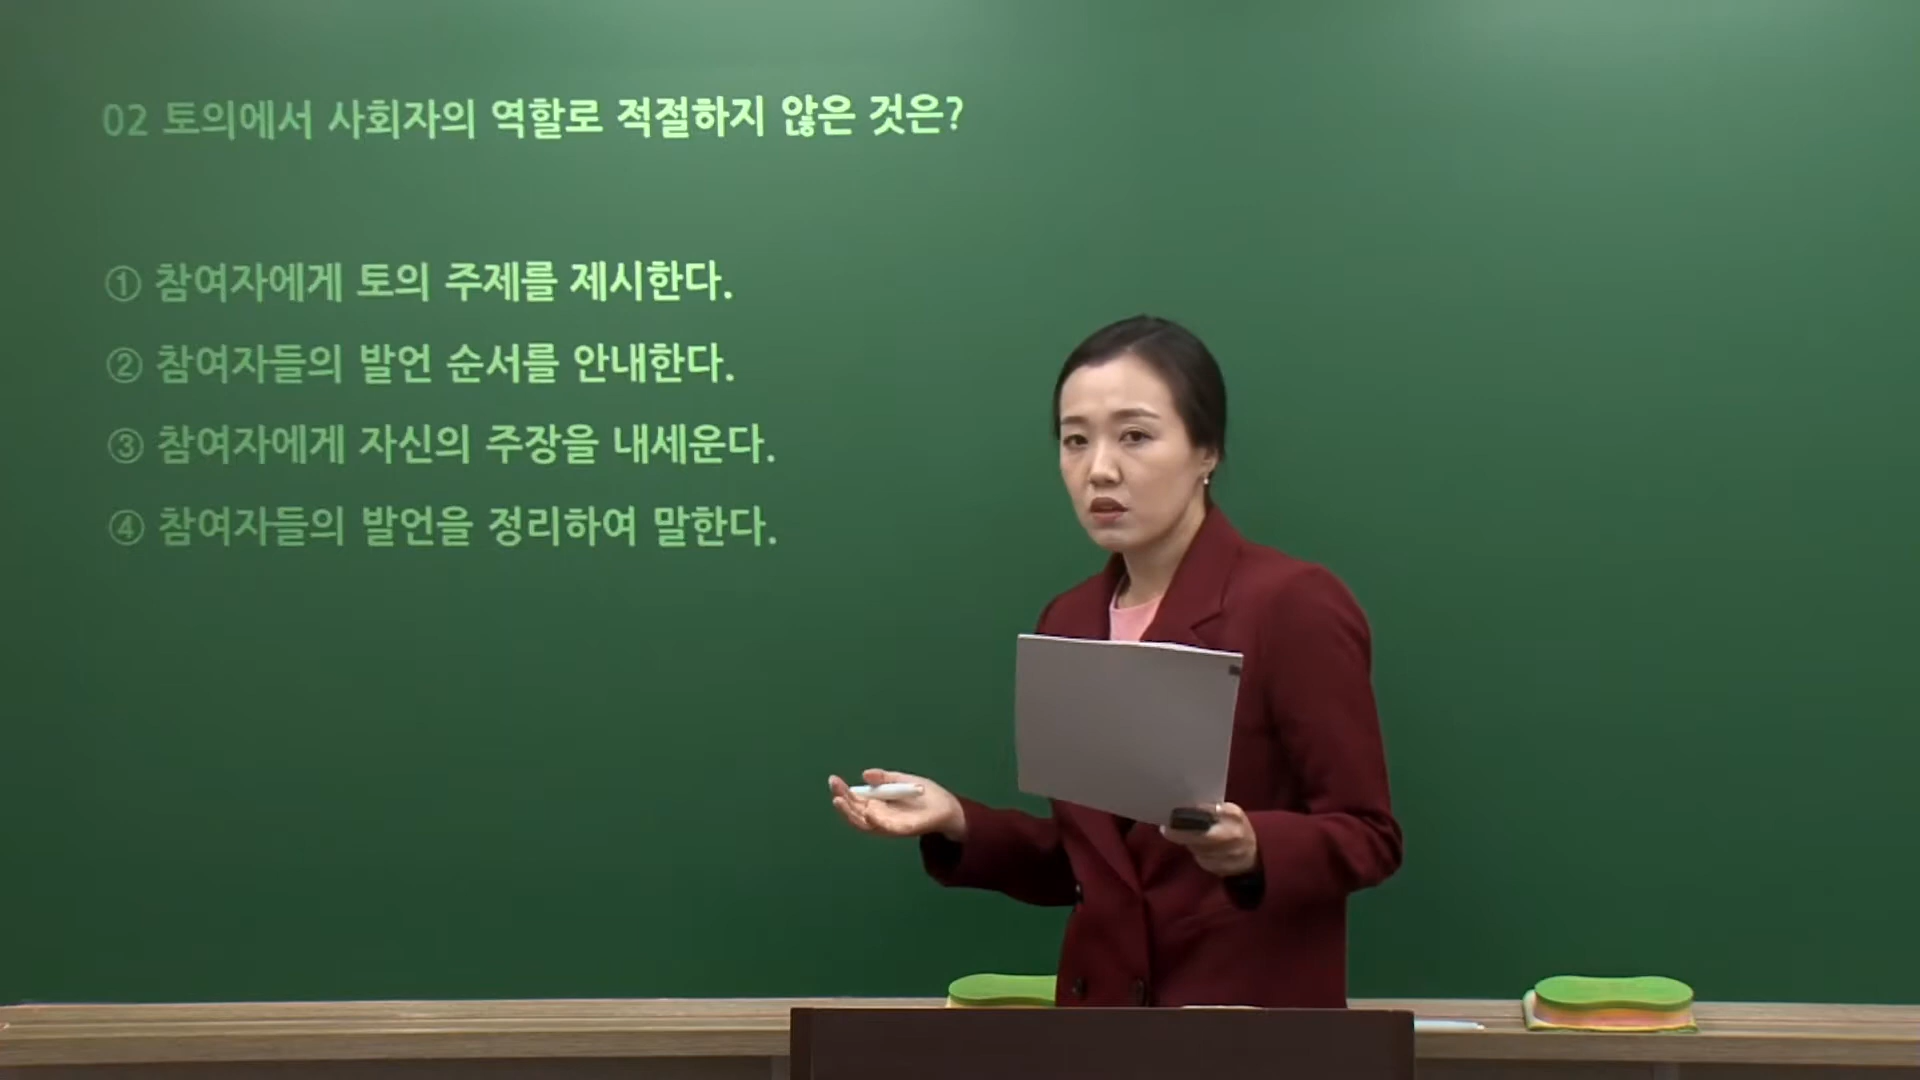 02 토의에서 사회자의 역할로 적절하지 않은 것은?
① 참여자에게 토의 주제를 제시한다.
② 참여자들의 발언 순서를 안내한다.
③ 참여자에게 자신의 주장을 내세운다.
④ 참여자들의 발언을 정리하여 말한다.